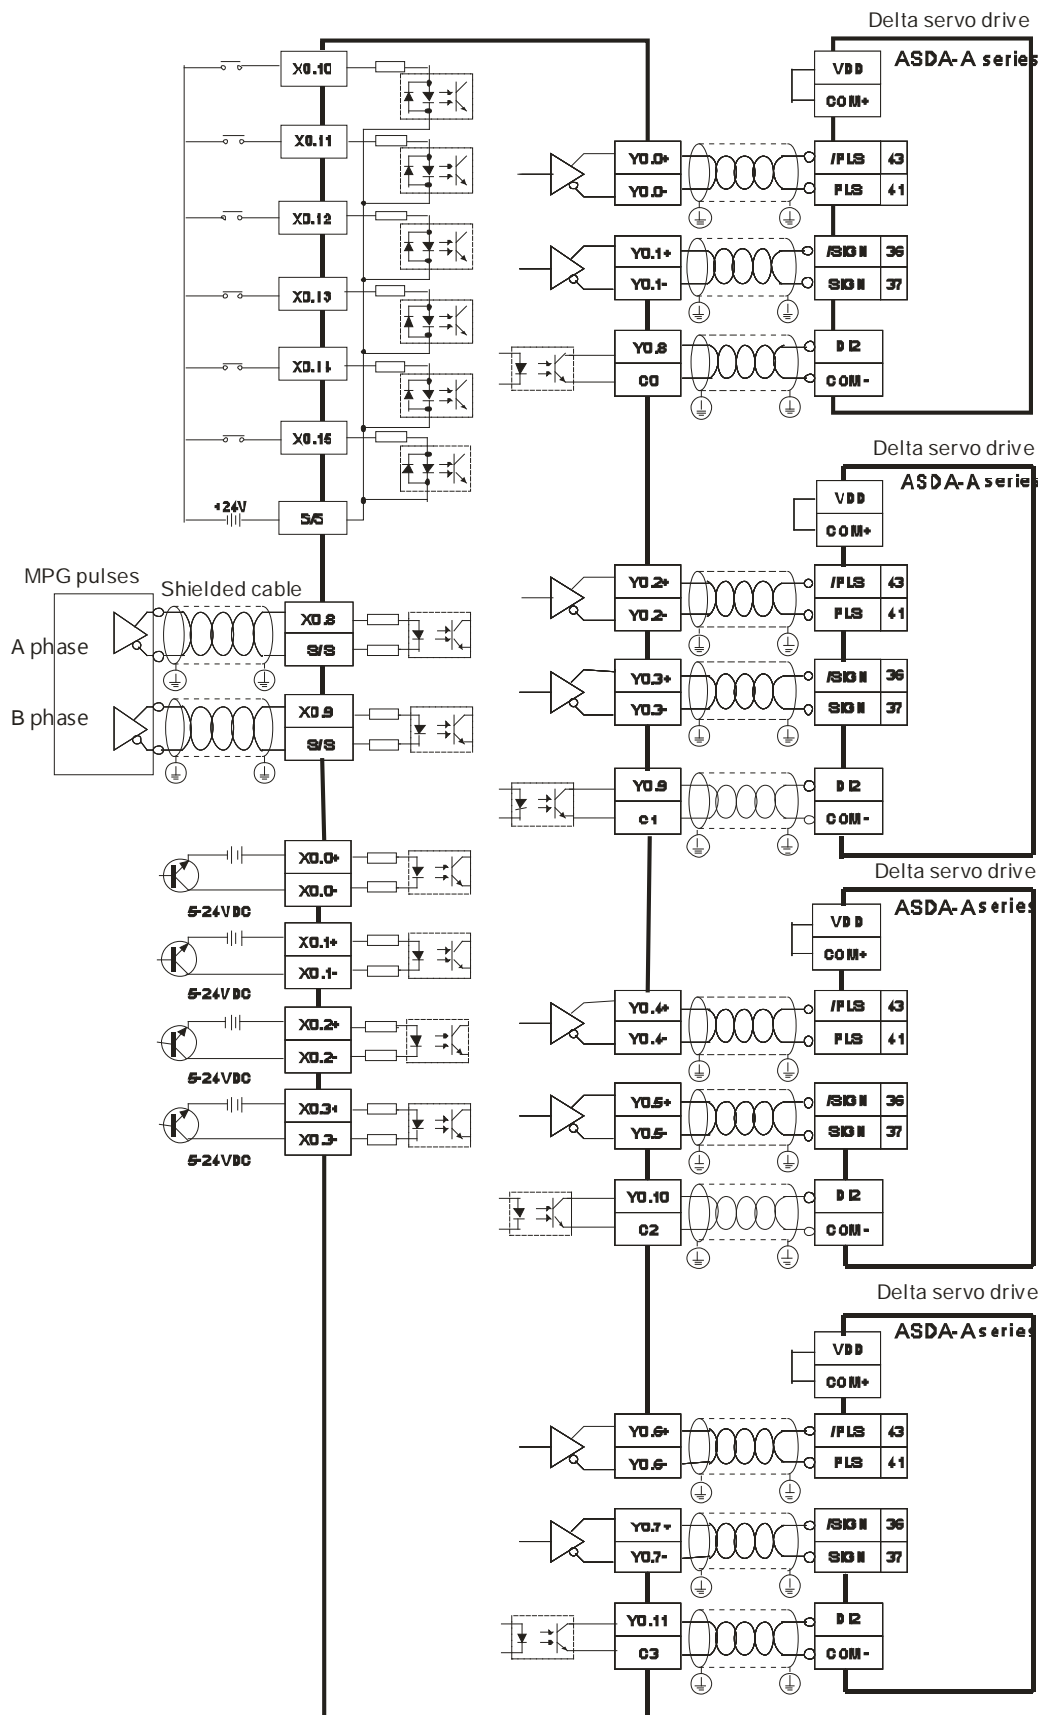 Delta servo drive
ASDA-A series
VDD
COM+
X0.10
X0.11
X0.12
X0.13
X0.14
X0.15
+24V
S/S
Y0.0+
Y0.0-
/PLS 43
PLS 41
Y0.1+
Y0.1-
/SIGN 36
SIGN 37
Y0.8
C0
DI2
COM-
Delta servo drive
ASDA-A series
VDD
COM+
MPG pulses
Shielded cable
A phase
B phase
X0.8
S/S
X0.9
S/S
Y0.2+
Y0.2-
/PLS 43
PLS 41
Y0.3+
Y0.3-
/SIGN 36
SIGN 37
Y0.9
C1
DI2
COM-
X0.0+
X0.0-
5-24VDC
X0.1+
X0.1-
5-24VDC
X0.2+
X0.2-
5-24VDC
X0.3+
X0.3-
5-24VDC
Delta servo drive
ASDA-A series
VDD
COM+
Y0.4+
Y0.4-
/PLS 43
PLS 41
Y0.5+
Y0.5-
/SIGN 36
SIGN 37
Y0.10
C2
DI2
COM-
Delta servo drive
ASDA-A series
VDD
COM+
Y0.6+
Y0.6-
/PLS 43
PLS 41
Y0.7+
Y0.7-
/SIGN 36
SIGN 37
Y0.11
C3
DI2
COM-